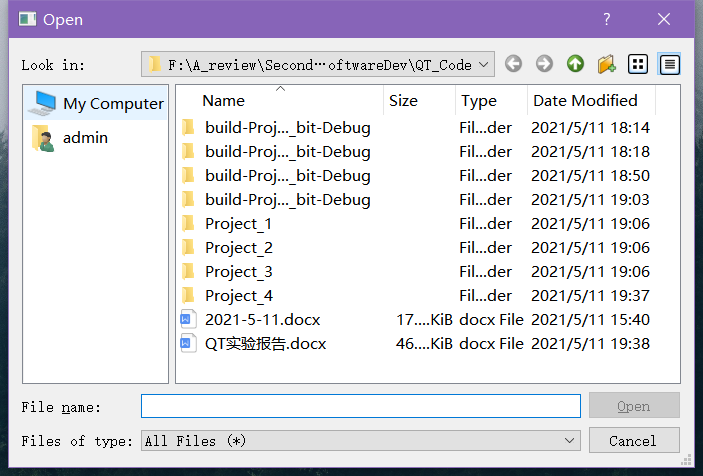 Open
Look in: F:\A_review\Second…oftwareDev\QT_Code
My Computer
admin
Name Size Type Date Modified
build-Proj..._bit-Debug Fil...der 2021/5/11 18:14
build-Proj..._bit-Debug Fil...der 2021/5/11 18:18
build-Proj..._bit-Debug Fil...der 2021/5/11 18:50
build-Proj..._bit-Debug Fil...der 2021/5/11 19:03
Project_1 Fil...der 2021/5/11 19:06
Project_2 Fil...der 2021/5/11 19:06
Project_3 Fil...der 2021/5/11 19:06
Project_4 Fil...der 2021/5/11 19:37
2021-5-11.docx 17....KiB docx File 2021/5/11 15:40
QT实验报告.docx 46....KiB docx File 2021/5/11 19:38
File name: Open
Files of type: All Files (*) Cancel